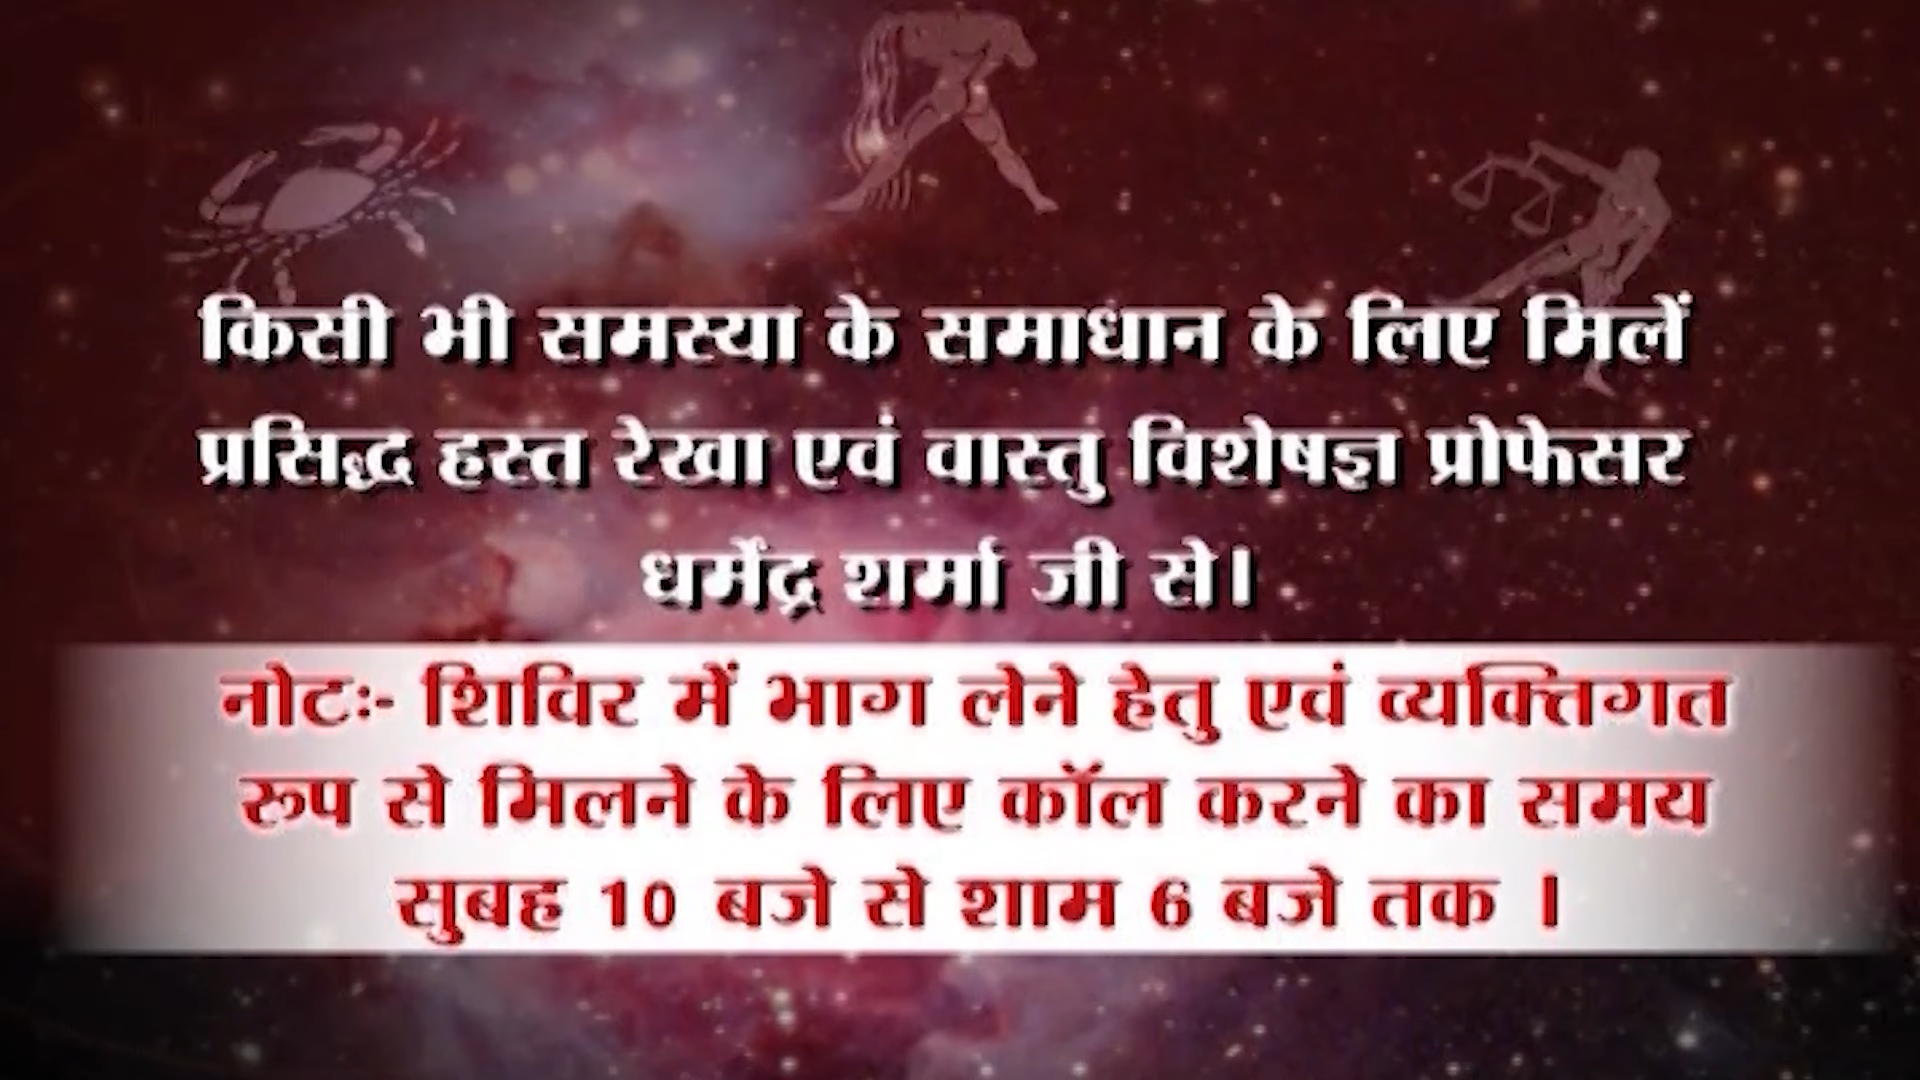 किसी भी समस्या के समाधान के लिए मिलें
प्रसिद्ध हस्त रेखा एवं वास्तु विशेषज्ञ प्रोफेसर
धर्मेंद्र शर्मा जी से।
नोटः- शिविर में भाग लेने हेतु एवं व्यक्तिगत
रूप से मिलने के लिए कॉल करने का समय
सुबह 10 बजे से शाम 6 बजे तक ।